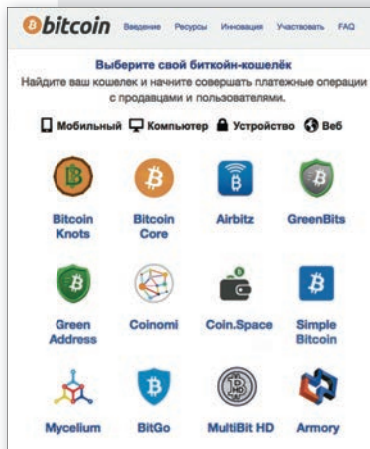 bitcoin Введение Ресурсы Инновация Участвовать FAQ
Выберите свой биткойн-кошелёк
Найдите ваш кошелек и начните совершать платежные операции
с продавцами и пользователями.
Мобильный Компьютер Устройство Веб
Bitcoin Knots
Bitcoin Core
Airbitz
GreenBits
Green Address
Coinomi
Coin.Space
Simple Bitcoin
Mycelium
BitGo
MultiBit HD
Armory